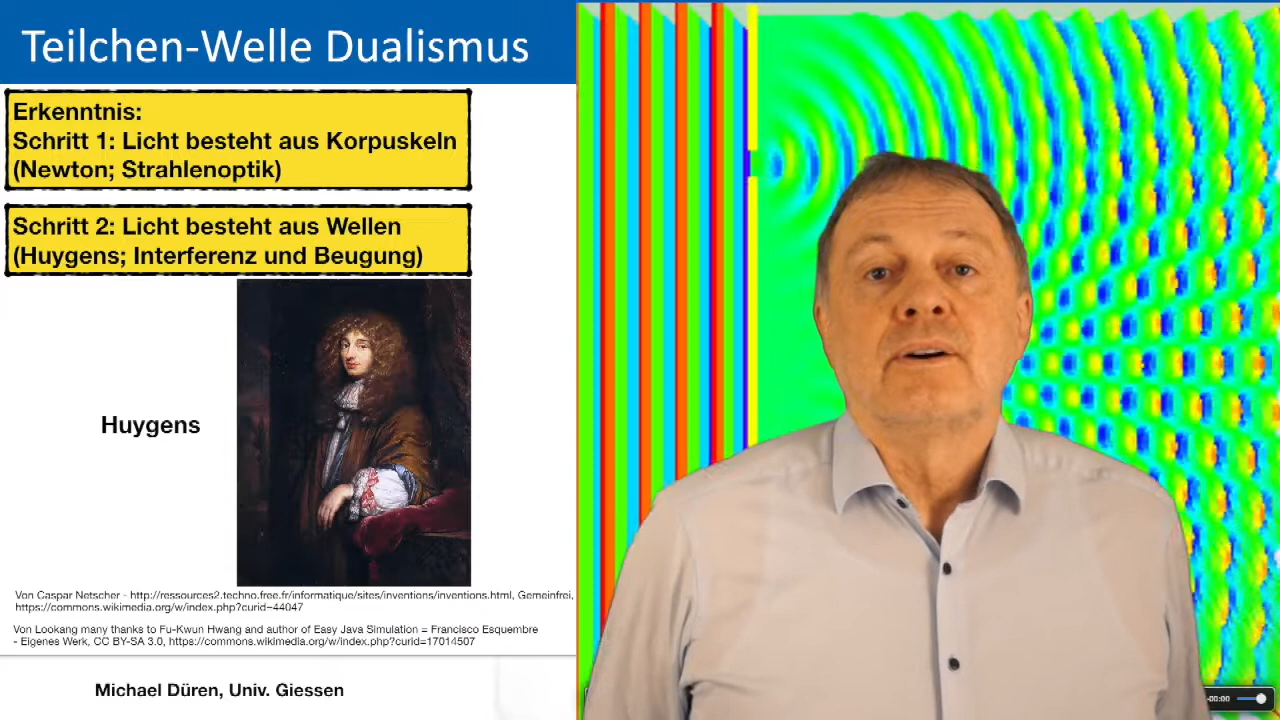 Teilchen-Welle Dualismus
Erkenntnis:
Schritt 1: Licht besteht aus Korpuskeln
(Newton; Strahlenoptik)
Schritt 2: Licht besteht aus Wellen
(Huygens; Interferenz und Beugung)
Huygens
Von Caspar Netscher - http://ressources2.techno.free.fr/informatique/sites/inventions/inventions.html, Gemeinfrei,
https://commons.wikimedia.org/w/index.php?curid=44047
Von Lookang many thanks to Fu-Kwun Hwang and author of Easy Java Simulation = Francisco Esquembre
- Eigenes Werk, CC BY-SA 3.0, https://commons.wikimedia.org/w/index.php?curid=17014507
Michael Düren, Univ. Giessen
-00:00